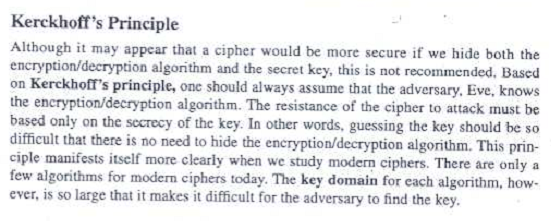 Kerckhoff's Principle
Although it may appear that a cipher would be more secure if we hide both the
encryption/decryption algorithm and the secret key, this is not recommended, Based
on Kerckhoff's principle, one should always assume that the adversary, Eve, knows
the encryption/decryption algorithm. The resistance of the cipher to attack must be
based only on the secrecy of the key. In other words, guessing the key should be so
difficult that there is no need to hide the encryption/decryption algorithm. This prin-
ciple manifests itself more clearly when we study modern ciphers. There are only a
few algorithms for modern ciphers today. The key domain for each algorithm, how-
ever, is so large that it makes it difficult for the adversary to find the key.